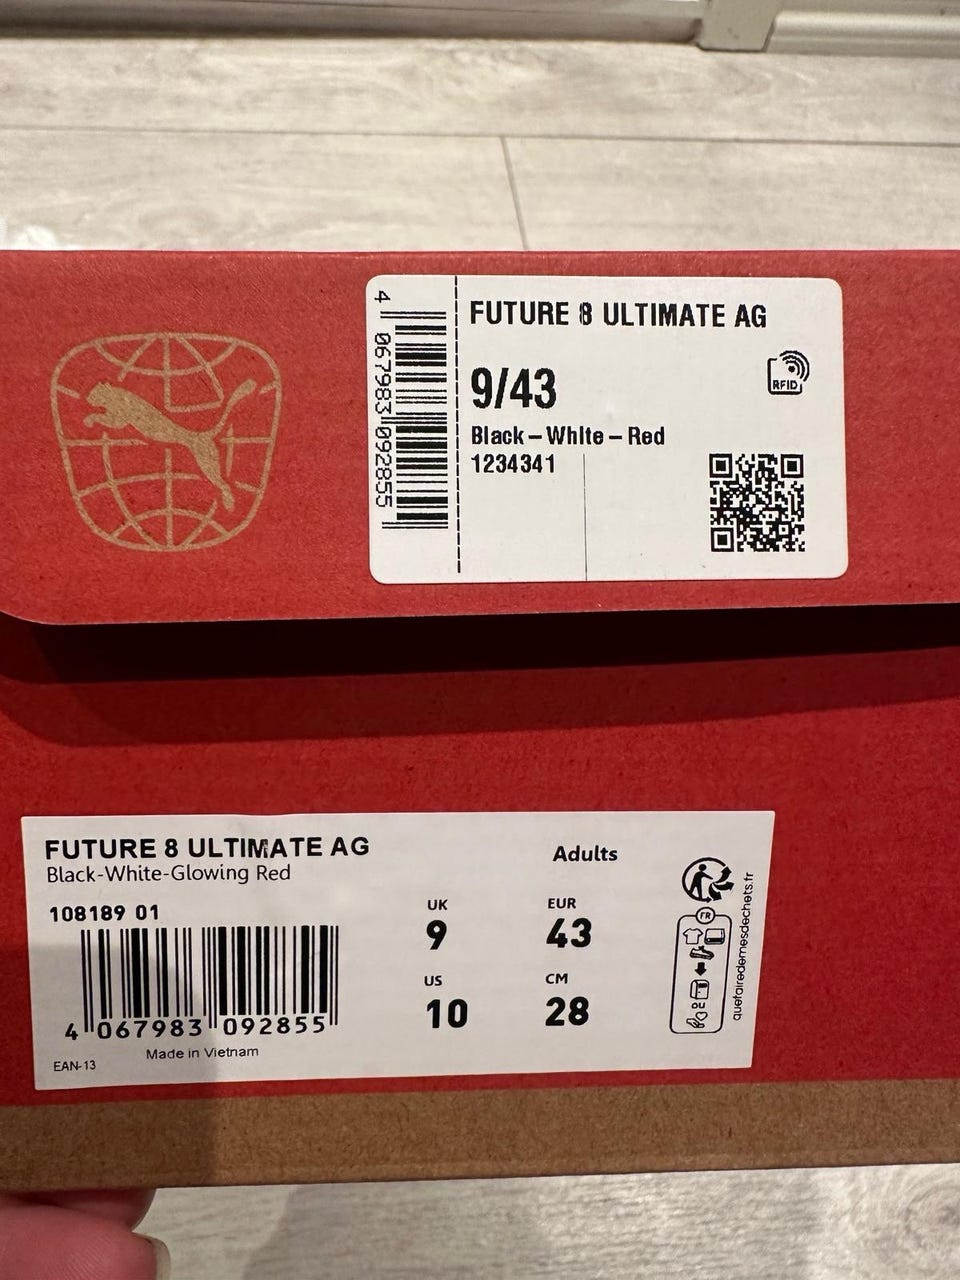 FUTURE 8 ULTIMATE AG
9/43
RFID
Black – White – Red
1234341
4 067983 092855
FUTURE 8 ULTIMATE AG
Black-White-Glowing Red
108189 01
4 067983 092855
EAN-13
Made in Vietnam
Adults
UK
9
EUR
43
US
10
CM
28
FR
OU
quefairedemesdechets.fr